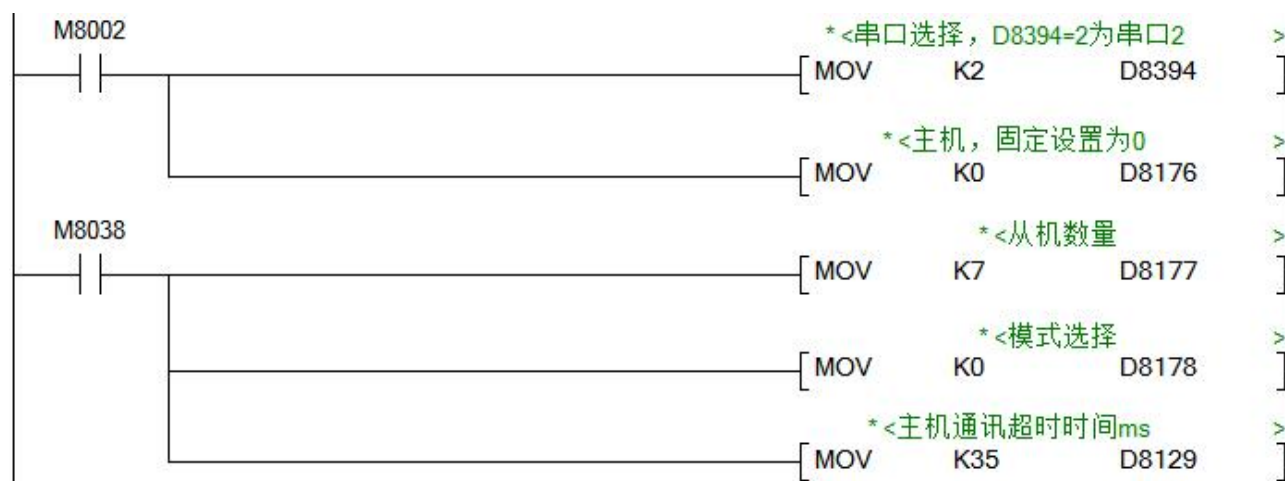 M8002
*<串口选择，D8394=2为串口2 >
[ MOV K2 D8394 ]
*<主机，固定设置为0 >
[ MOV K0 D8176 ]
M8038
*<从机数量 >
[ MOV K7 D8177 ]
*<模式选择 >
[ MOV K0 D8178 ]
*<主机通讯超时时间ms >
[ MOV K35 D8129 ]